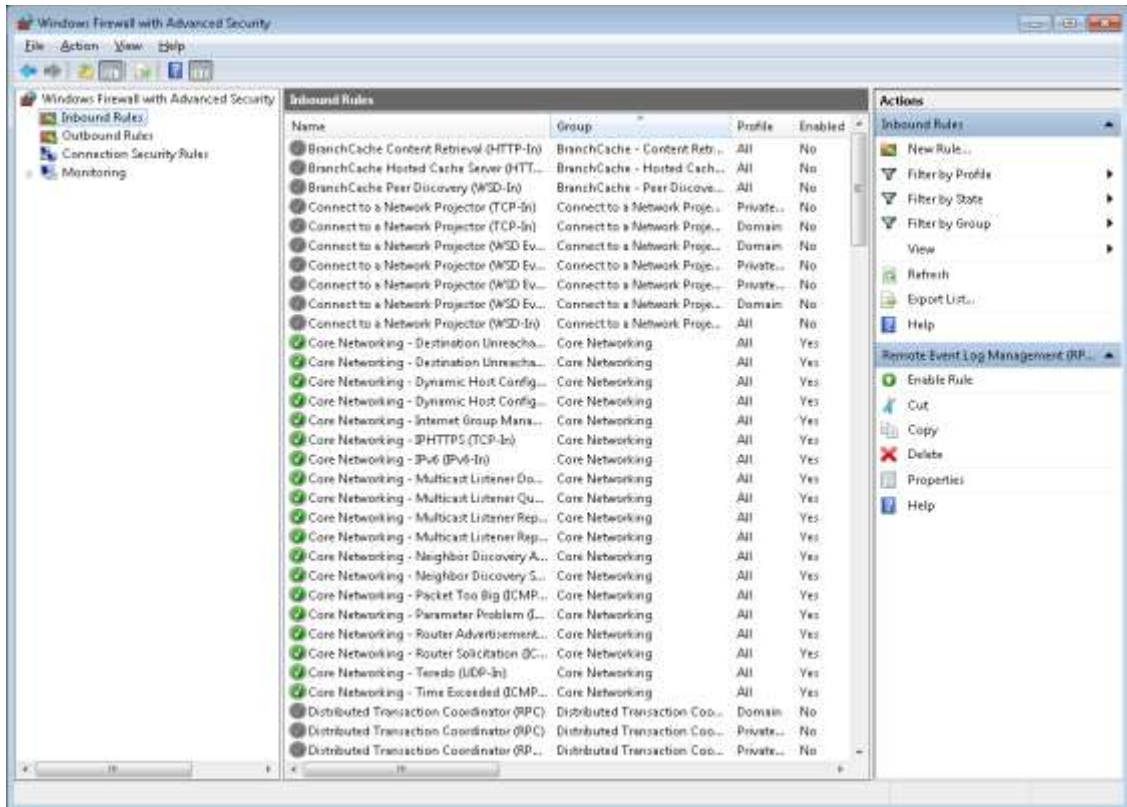 Windows Firewall with Advanced Security
File Action View Help
Windows Firewall with Advanced Security
Inbound Rules
Outbound Rules
Connection Security Rules
Monitoring
Inbound Rules
Name Group Profile Enabled
BranchCache Content Retrieval (HTTP-In) BranchCache - Content Retr... All No
BranchCache Hosted Cache Server (HTT... BranchCache - Hosted Cach... All No
BranchCache Peer Discovery (WSD-In) BranchCache - Peer Discove... All No
Connect to a Network Projector (TCP-In) Connect to a Network Proje... Private... No
Connect to a Network Projector (TCP-In) Connect to a Network Proje... Domain No
Connect to a Network Projector (WSD Ev... Connect to a Network Proje... Domain No
Connect to a Network Projector (WSD Ev... Connect to a Network Proje... Private... No
Connect to a Network Projector (WSD Ev... Connect to a Network Proje... Private... No
Connect to a Network Projector (WSD Ev... Connect to a Network Proje... Domain No
Connect to a Network Projector (WSD-In) Connect to a Network Proje... All No
Core Networking - Destination Unreacha... Core Networking All Yes
Core Networking - Destination Unreacha... Core Networking All Yes
Core Networking - Dynamic Host Config... Core Networking All Yes
Core Networking - Dynamic Host Config... Core Networking All Yes
Core Networking - Internet Group Mana... Core Networking All Yes
Core Networking - IPHTTPS (TCP-In) Core Networking All Yes
Core Networking - IPv6 (IPv6-In) Core Networking All Yes
Core Networking - Multicast Listener Do... Core Networking All Yes
Core Networking - Multicast Listener Qu... Core Networking All Yes
Core Networking - Multicast Listener Rep... Core Networking All Yes
Core Networking - Multicast Listener Rep... Core Networking All Yes
Core Networking - Neighbor Discovery A... Core Networking All Yes
Core Networking - Neighbor Discovery S... Core Networking All Yes
Core Networking - Packet Too Big (ICMP... Core Networking All Yes
Core Networking - Parameter Problem (I... Core Networking All Yes
Core Networking - Router Advertisement... Core Networking All Yes
Core Networking - Router Solicitation (IC... Core Networking All Yes
Core Networking - Teredo (UDP-In) Core Networking All Yes
Core Networking - Time Exceeded (ICMP... Core Networking All Yes
Distributed Transaction Coordinator (RPC) Distributed Transaction Coo... Domain No
Distributed Transaction Coordinator (RPC) Distributed Transaction Coo... Private... No
Distributed Transaction Coordinator (RP... Distributed Transaction Coo... Private... No
Actions
Inbound Rules
New Rule...
Filter by Profile
Filter by State
Filter by Group
View
Refresh
Export List...
Help
Remote Event Log Management (RP...
Enable Rule
Cut
Copy
Delete
Properties
Help